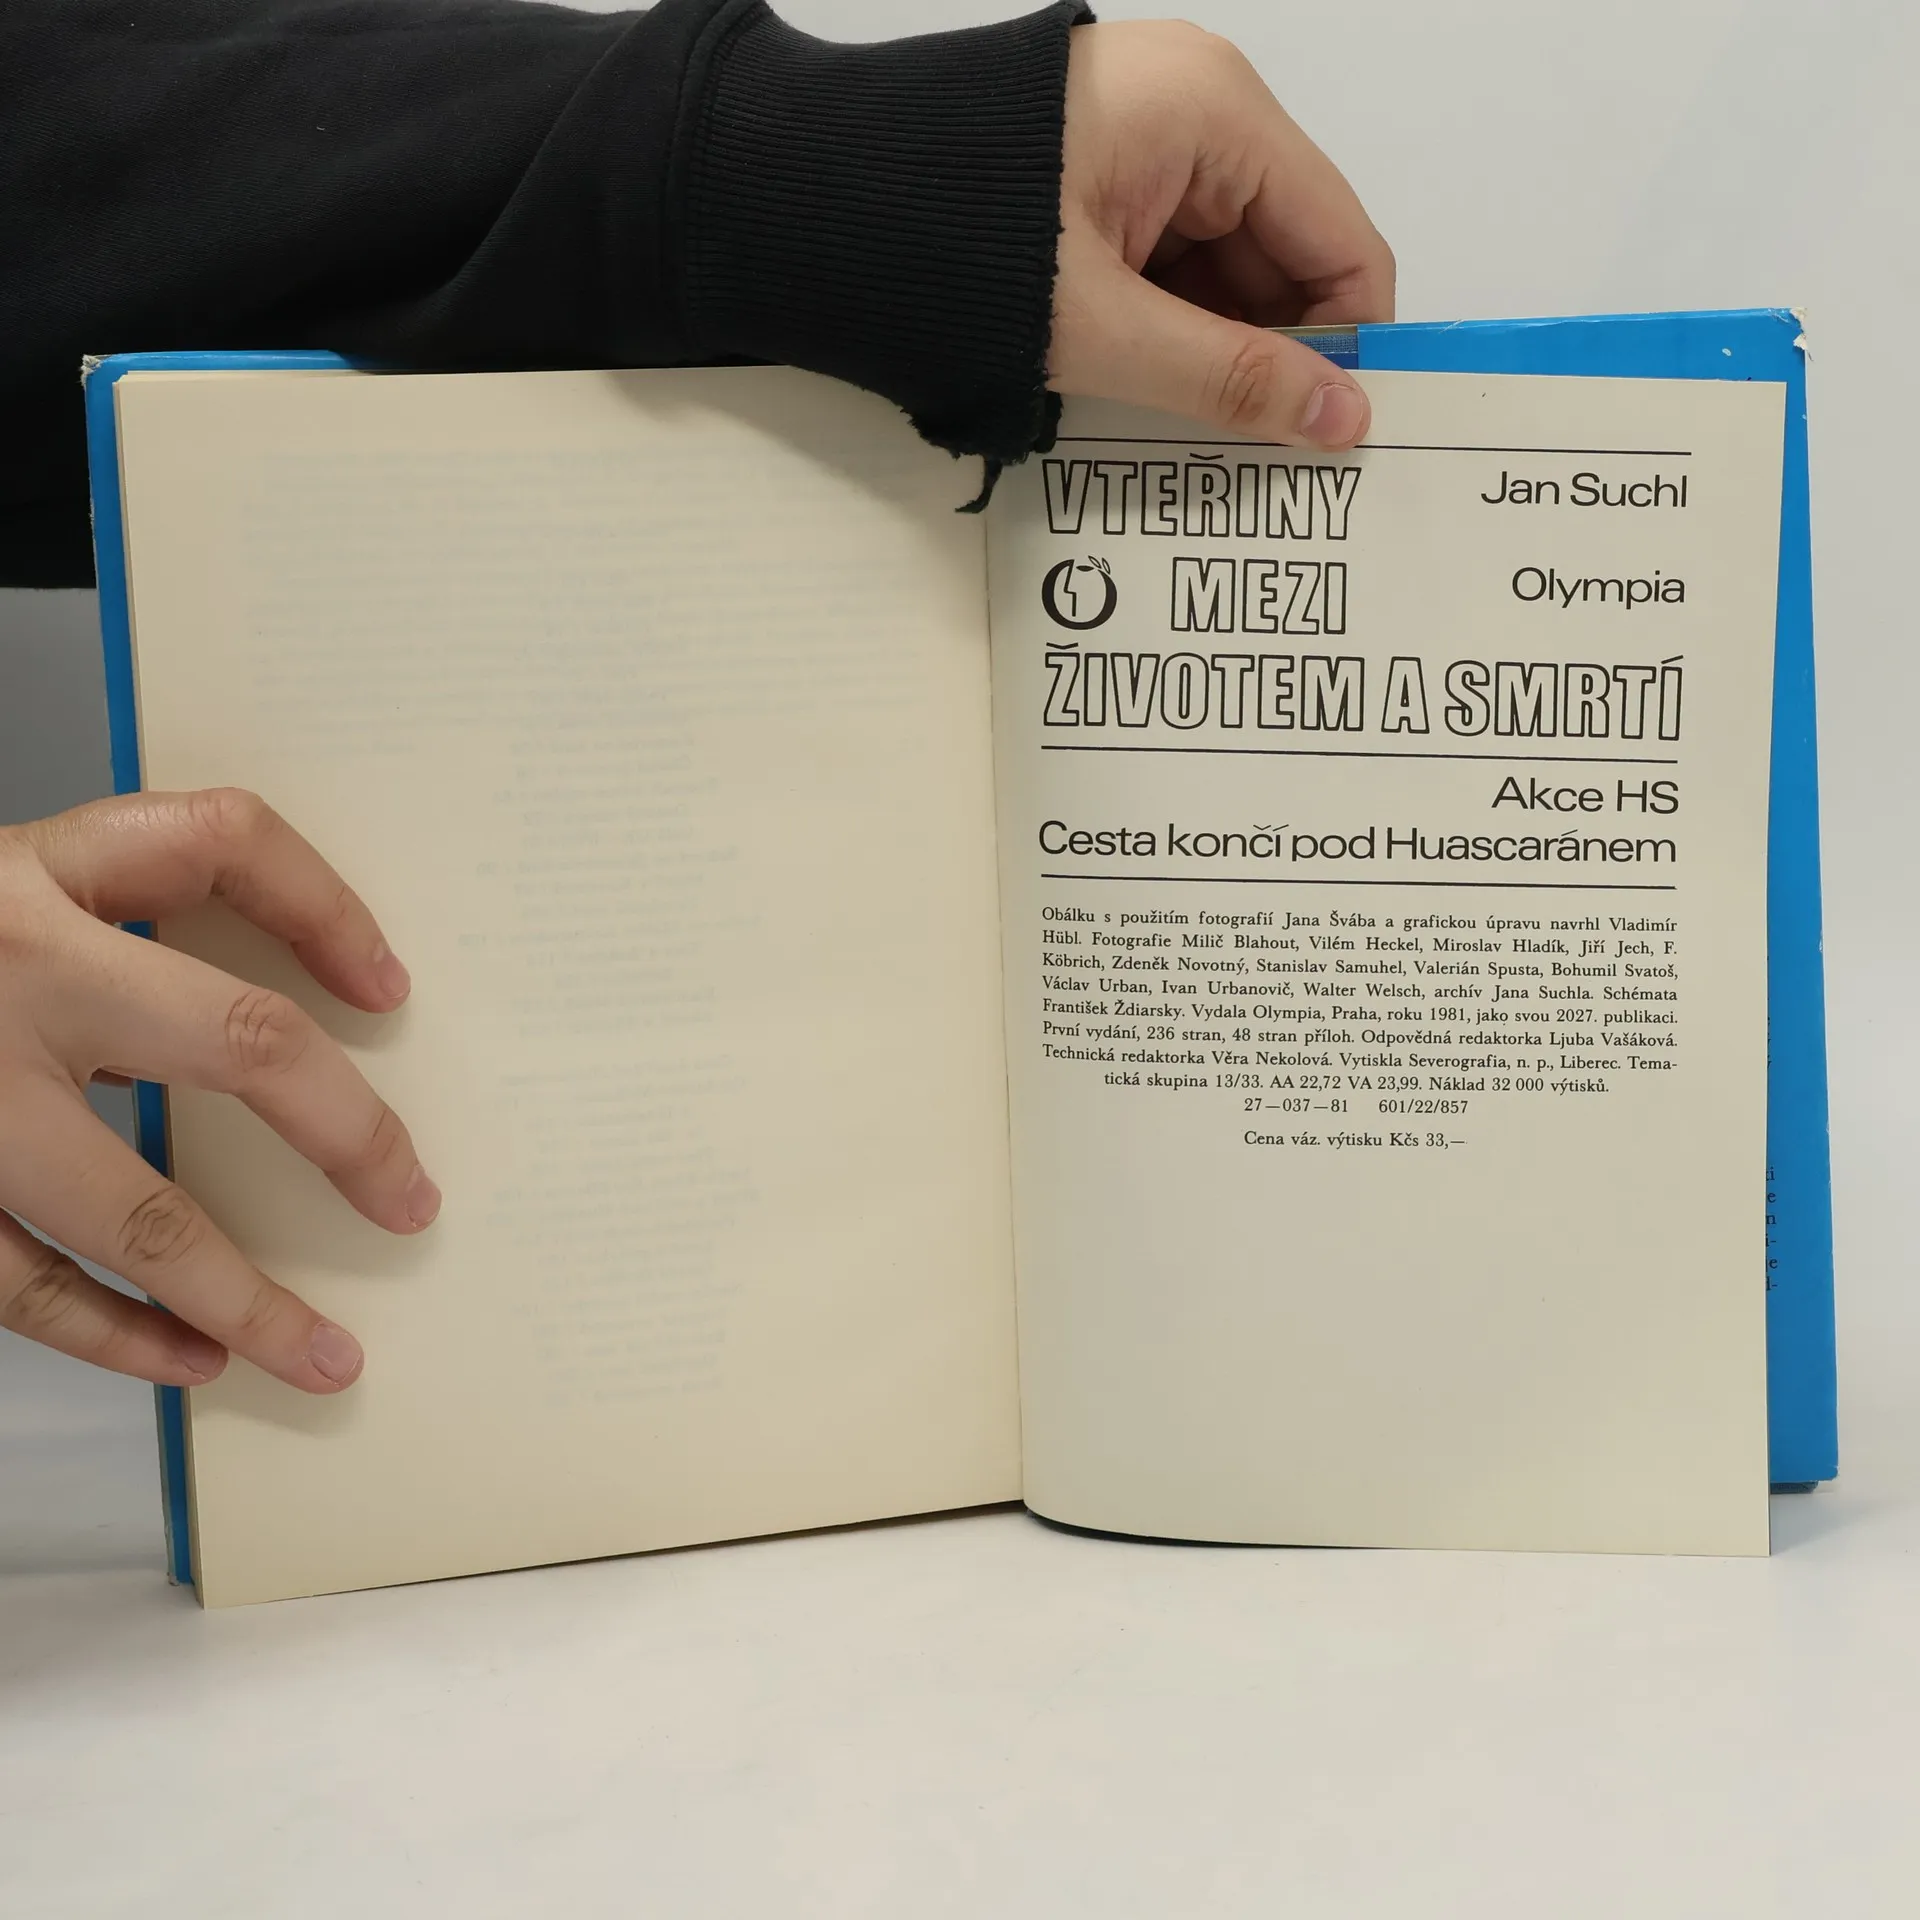 VTEŘINY
Jan Suchl
MEZI
Olympia
ŽIVOTEM A SMRTÍ
Akce HS
Cesta končí pod Huascaránem
Obálku s použitím fotografií Jana Švába a grafickou úpravu navrhl Vladimír
Hübl. Fotografie Milič Blahout, Vilém Heckel, Miroslav Hladík, Jiří Jech, F.
Köbrich, Zdeněk Novotný, Stanislav Samuhel, Valerián Spusta, Bohumil Svatoš,
Václav Urban, Ivan Urbanovič, Walter Welsch, archív Jana Suchla. Schémata
František Ždiarsky. Vydala Olympia, Praha, roku 1981, jako svou 2027. publikaci.
První vydání, 236 stran, 48 stran příloh. Odpovědná redaktorka Ljuba Vašáková.
Technická redaktorka Věra Nekolová. Vytiskla Severografia, n. p., Liberec. Tema-
tická skupina 13/33. AA 22,72 VA 23,99. Náklad 32 000 výtisků.
27—037—81 601/22/857
Cena váz. výtisku Kčs 33,—